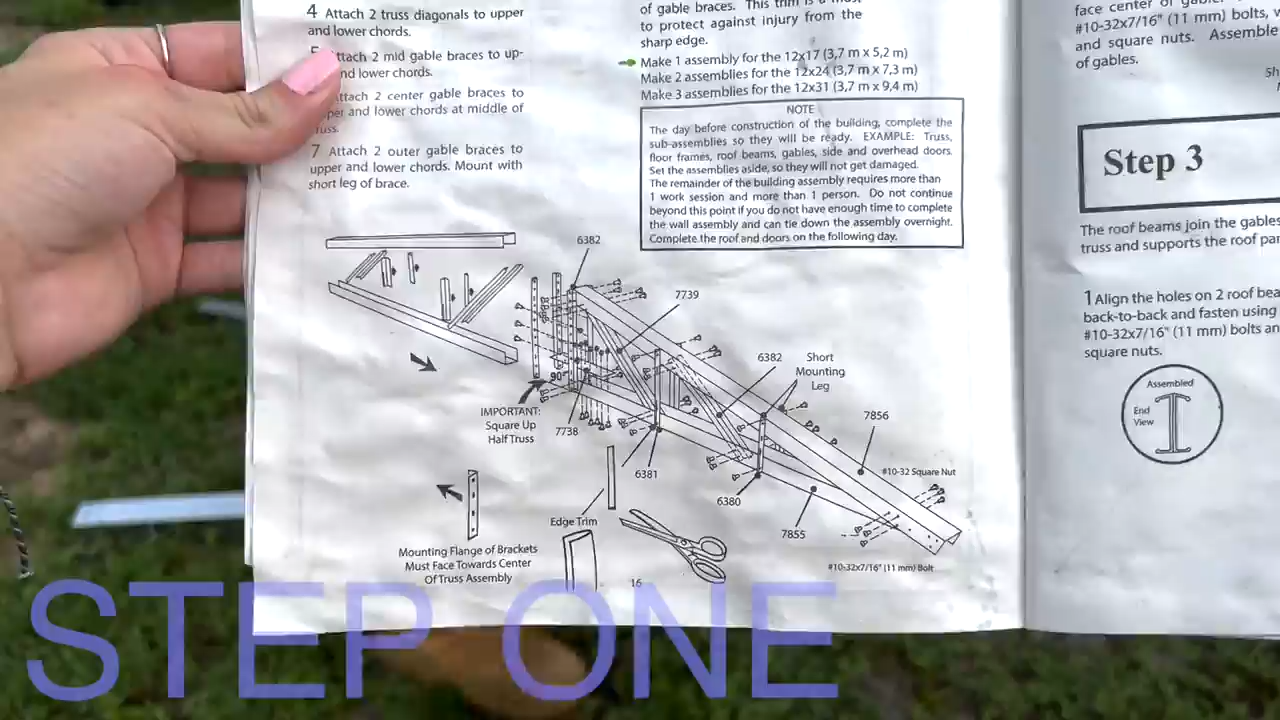 4 Attach 2 truss diagonals to upper
and lower chords.
ttach 2 mid gable braces to up-
nd lower chords.
ttach 2 center gable braces to
per and lower chords at middle of
russ.
7 Attach 2 outer gable braces to
upper and lower chords. Mount with
short leg of brace.
of gable braces. This trim is a
to protect against injury from the
sharp edge.
Make 1 assembly for the 12x17 (3,7 m x 5,2 m)
Make 2 assemblies for the 12x24 (3,7 m x 7,3 m)
Make 3 assemblies for the 12x31 (3,7 m x 9,4 m)
NOTE
The day before construction of the building, complete the
sub-assemblies so they will be ready. EXAMPLE: Truss,
floor frames, roof beams, gables, side and overhead doors.
Set the assemblies aside, so they will not get damaged.
The remainder of the building assembly requires more than
1 work session and more than 1 person. Do not continue
beyond this point if you do not have enough time to complete
the wall assembly and can tie down the assembly overnight.
Complete the roof and doors on the following day.
6382
7739
6382
Short
Mounting
Leg
7856
IMPORTANT:
Square Up
Half Truss
90°
7738
6381
#10-32 Square Nut
6380
7855
Edge Trim
Mounting Flange of Brackets
Must Face Towards Center
Of Truss Assembly
#10-32x7/16" (11 mm) Bolt
16
face center of
#10-32x7/16" (11 mm) bolts,
and square nuts. Assemble
of gables.
Step 3
The roof beams join the gables
truss and supports the roof pa
1 Align the holes on 2 roof bea
back-to-back and fasten using
#10-32x7/16" (11 mm) bolts an
square nuts.
Assembled
End
View
STEP ONE